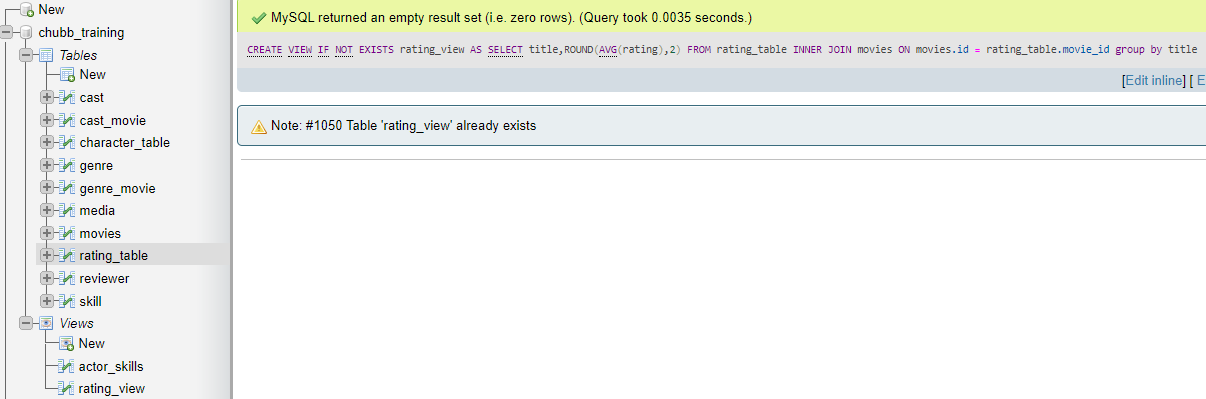 New
chubb_training
Tables
New
cast
cast_movie
character_table
genre
genre_movie
media
movies
rating_table
reviewer
skill
Views
New
actor_skills
rating_view
MySQL returned an empty result set (i.e. zero rows). (Query took 0.0035 seconds.)
CREATE VIEW IF NOT EXISTS rating_view AS SELECT title,ROUND(AVG(rating),2) FROM rating_table INNER JOIN movies ON movies.id = rating_table.movie_id group by title
[Edit inline] [ E
Note: #1050 Table 'rating_view' already exists